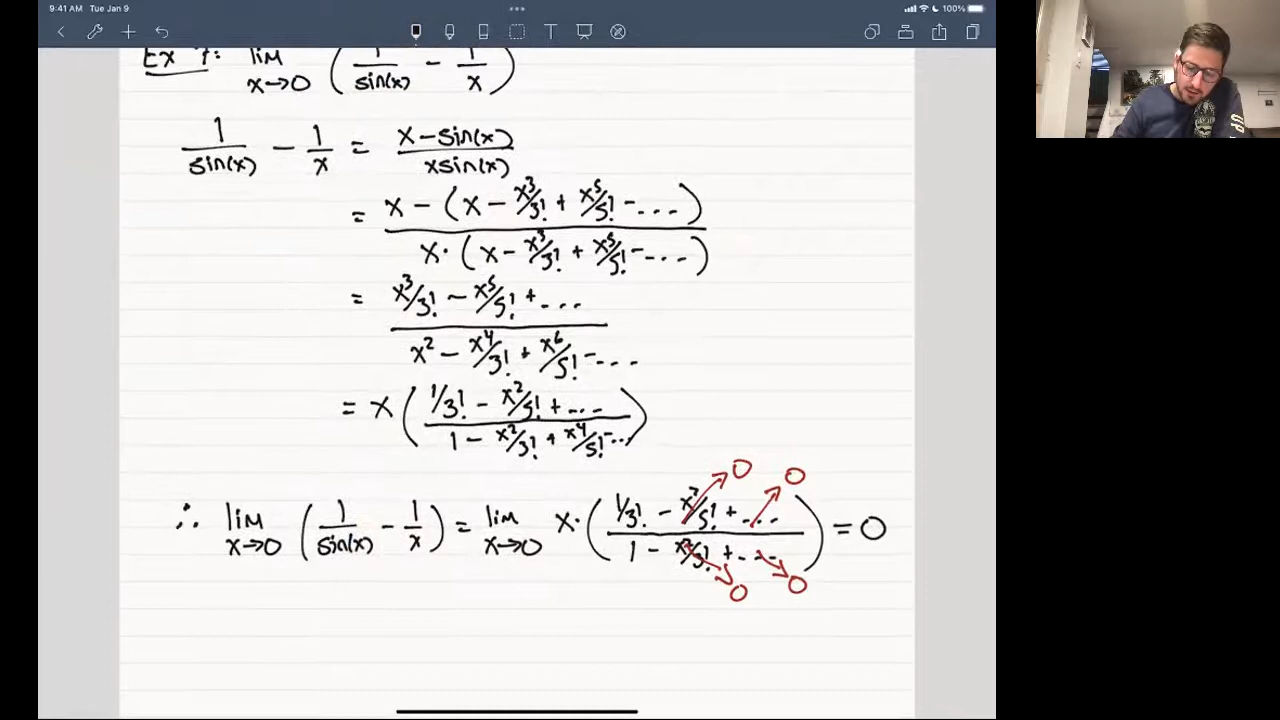 9:41 AM Tue Jan 9
100%
Ex 7: lim x→0 (1/sin(x) - 1/x)
1/sin(x) - 1/x = x-sin(x) / xsin(x)
= x - (x - x³/3! + x⁵/5! - ...) / x·(x - x³/3! + x⁵/5! - ...)
= x³/3! - x⁵/5! + ... / x² - x⁴/3! + x⁶/5! - ...
= x (1/3! - x²/5! + ... / 1 - x²/3! + x⁴/5! - ...)
0 0
∴ lim x→0 (1/sin(x) - 1/x) = lim x→0 x·(1/3! - x²/5! + ... / 1 - x²/3! + ...) = 0
0 0
UP